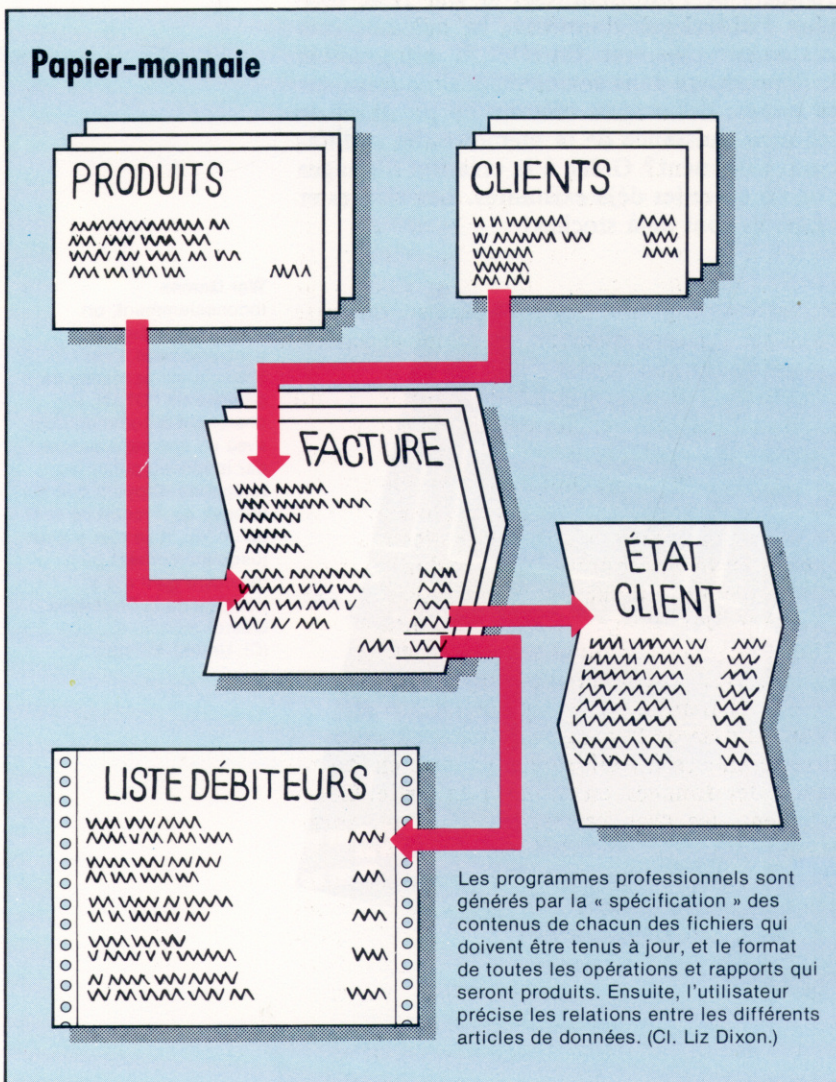 Papier-monnaie
PRODUITS
CLIENTS
FACTURE
ÉTAT
CLIENT
LISTE DÉBITEURS
Les programmes professionnels sont
générés par la « spécification » des
contenus de chacun des fichiers qui
doivent être tenus à jour, et le format
de toutes les opérations et rapports qui
seront produits. Ensuite, l'utilisateur
précise les relations entre les différents
articles de données. (Cl. Liz Dixon.)